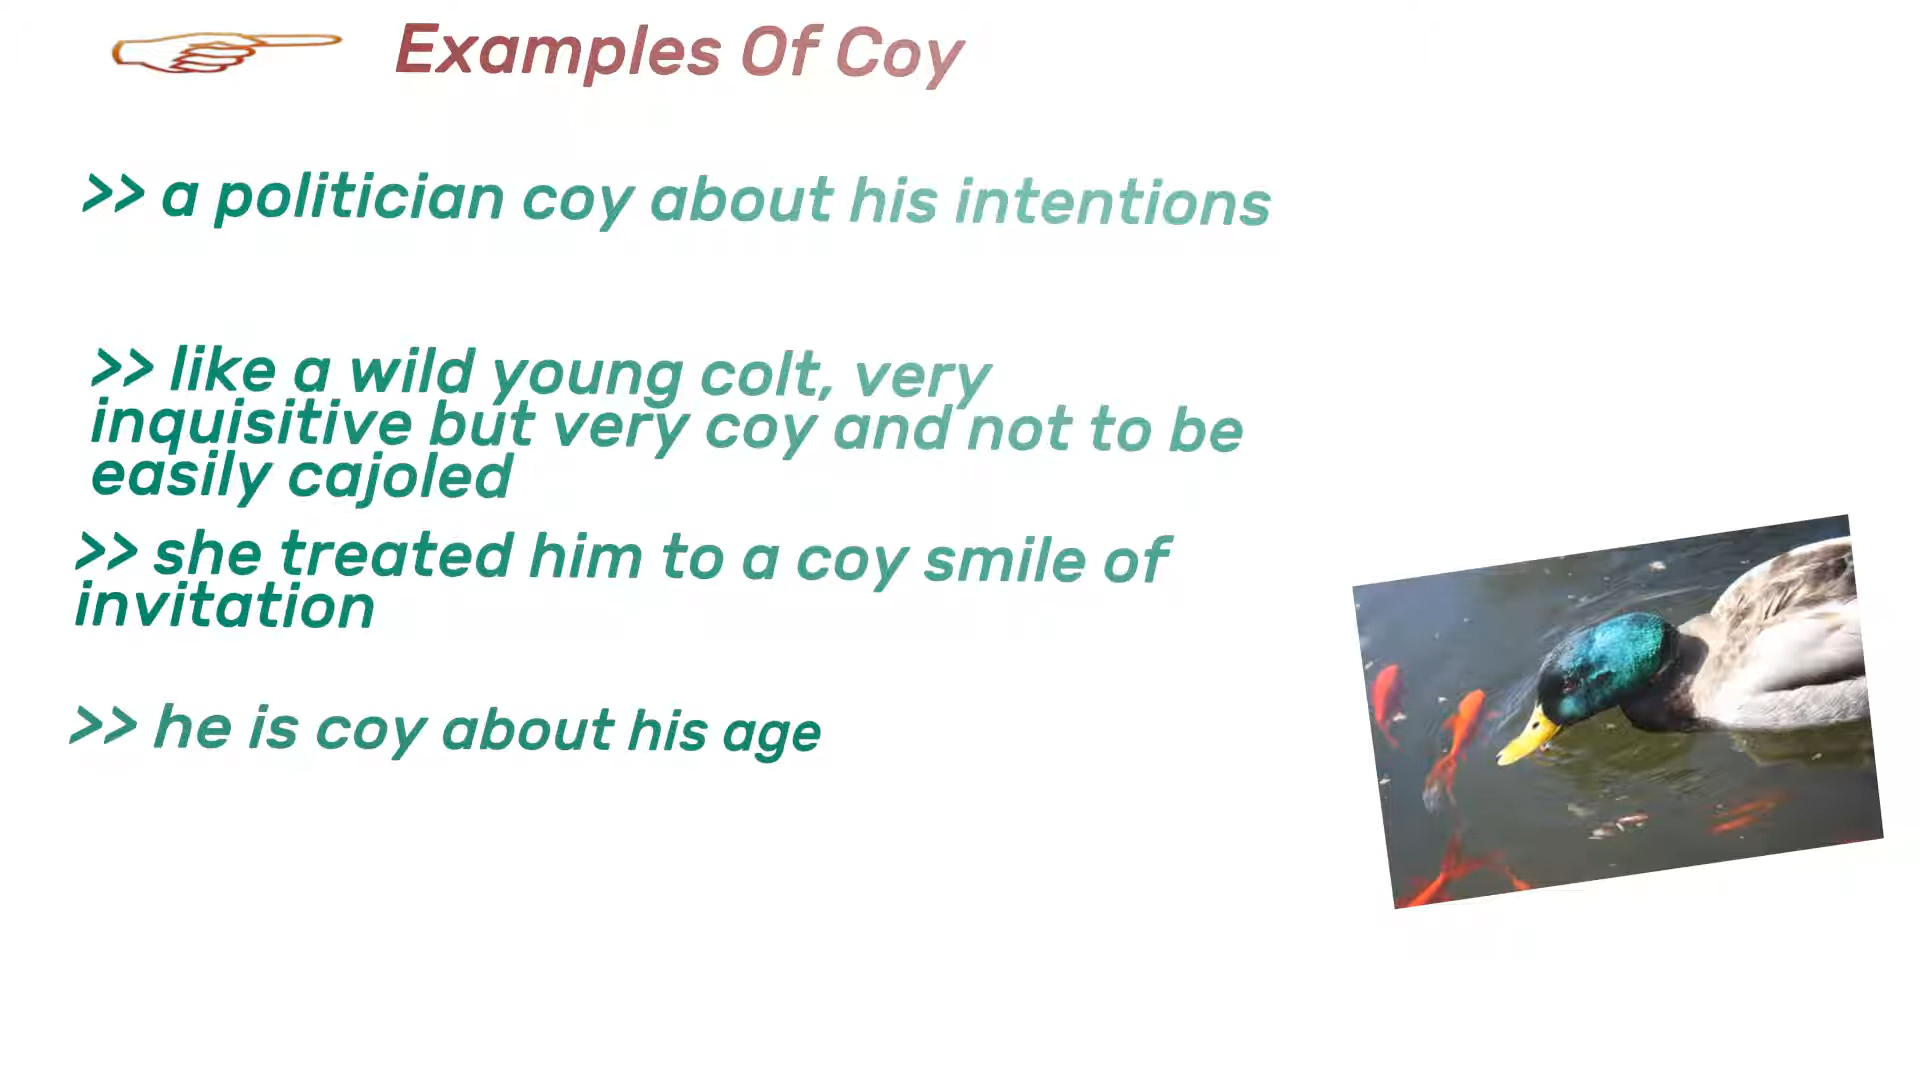 Examples Of Coy
>> a politician coy about his intentions
>> like a wild young colt, very
inquisitive but very coy and not to be
easily cajoled
>> she treated him to a coy smile of
invitation
>> he is coy about his age